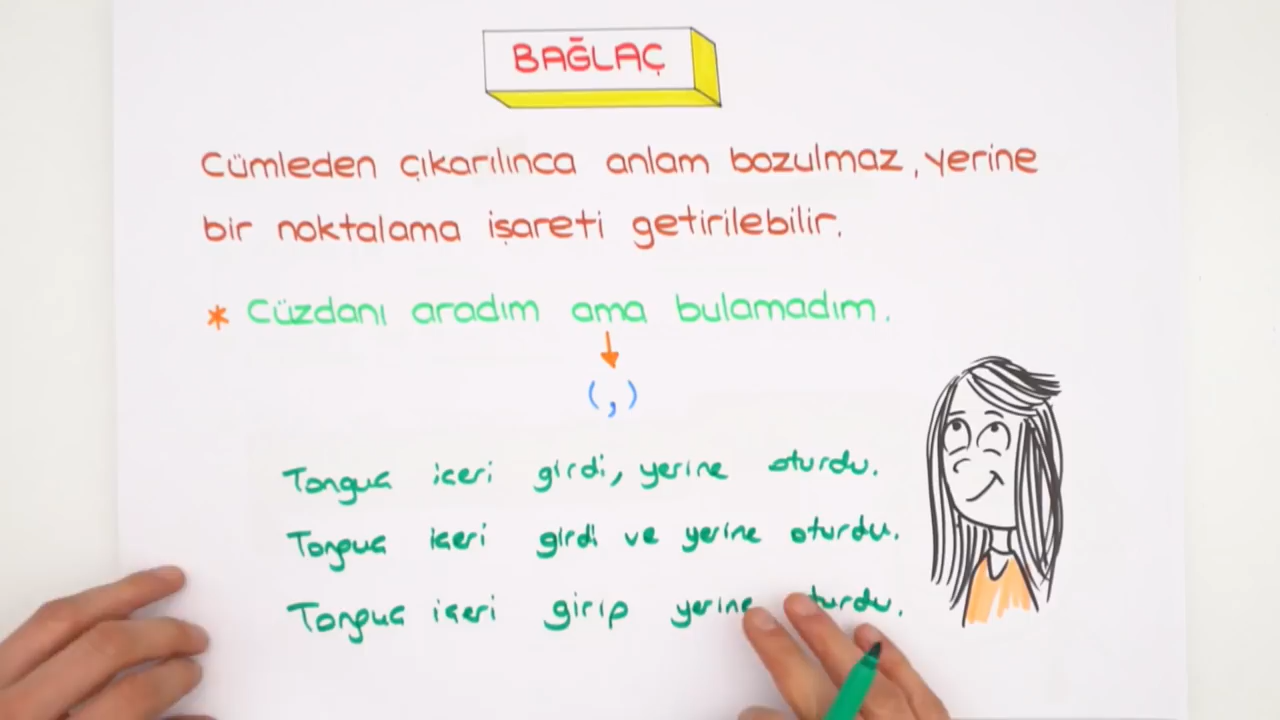 BAĞLAÇ
Cümleden çıkarılınca anlam bozulmaz, yerine
bir noktalama işareti getirilebilir.
* Cüzdanı aradım ama bulamadım.
(,)
Tonguç içeri girdi, yerine oturdu.
Tonguç içeri girdi ve yerine oturdu.
Tonguç içeri girip yerine turdu.